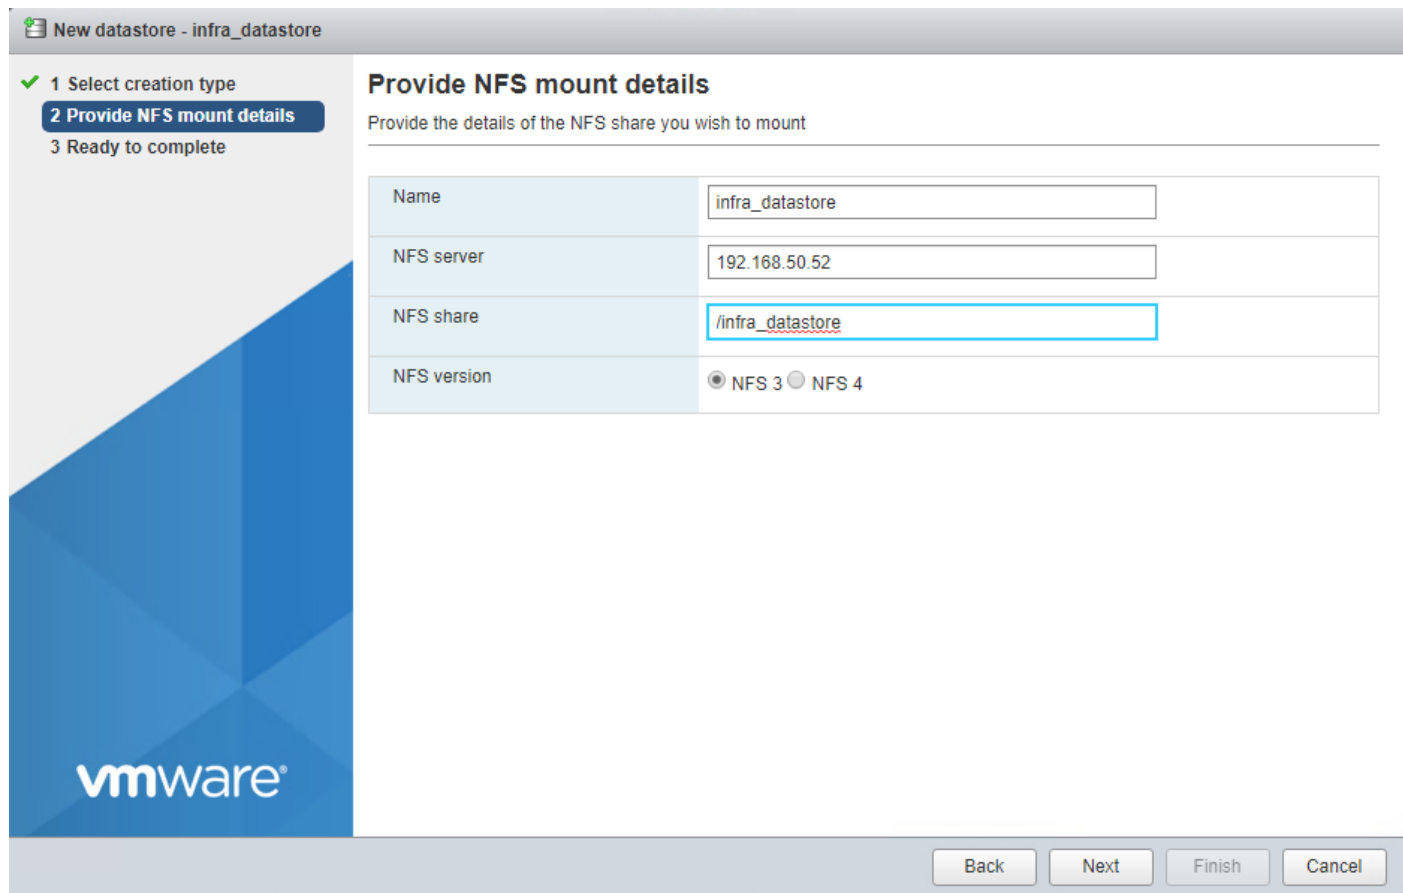 New datastore - infra_datastore
1 Select creation type
2 Provide NFS mount details
3 Ready to complete
Provide NFS mount details
Provide the details of the NFS share you wish to mount
Name
infra_datastore
NFS server
192.168.50.52
NFS share
/infra_datastore
NFS version
NFS 3 NFS 4
vmware®
Back Next Finish Cancel